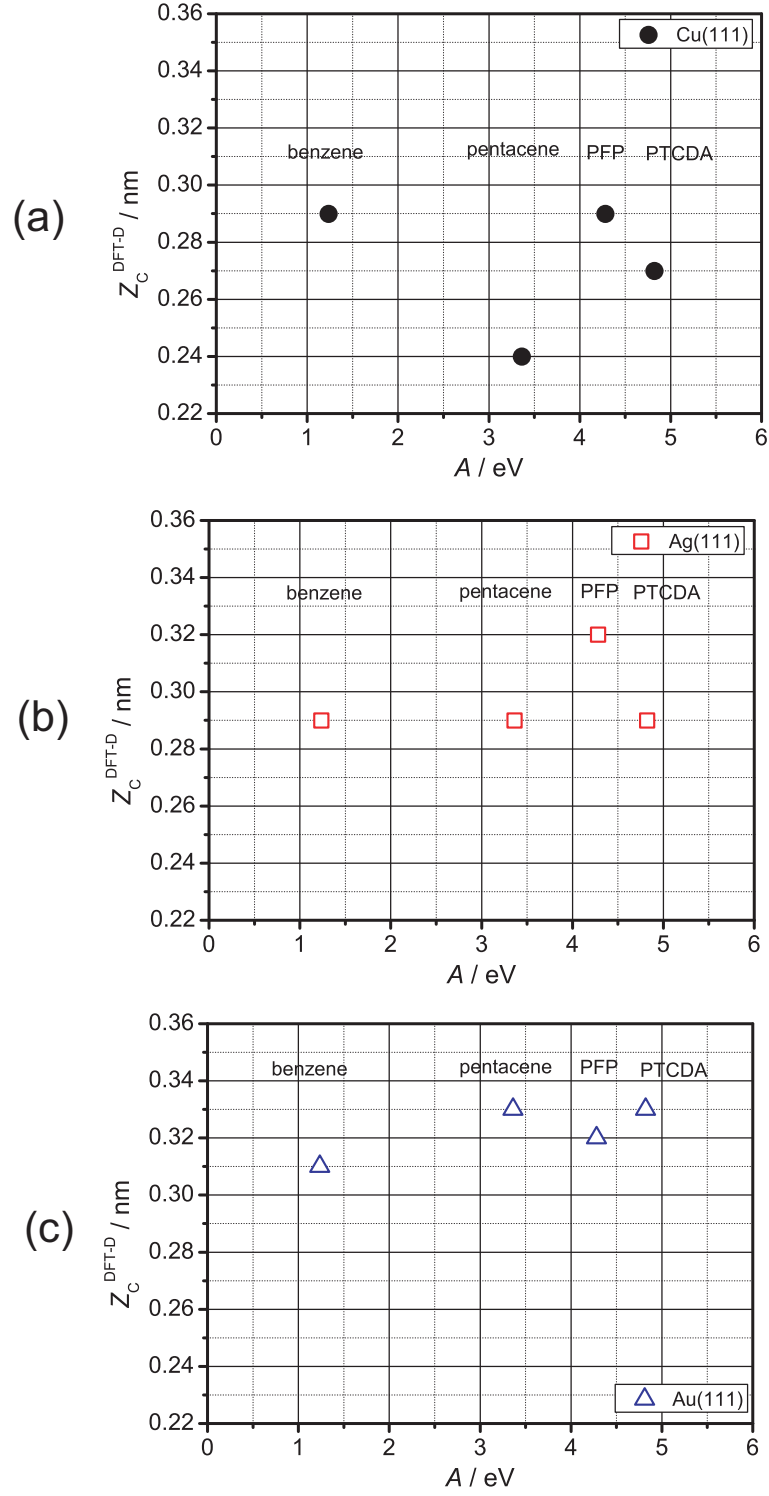 (a)
Z_C^DFT-D / nm
0.36
0.34
0.32
0.30
0.28
0.26
0.24
0.22
Cu(111)
benzene pentacene PFP PTCDA
0 1 2 3 4 5 6
A / eV
(b)
Z_C^DFT-D / nm
0.36
0.34
0.32
0.30
0.28
0.26
0.24
0.22
Ag(111)
benzene pentacene PFP PTCDA
0 1 2 3 4 5 6
A / eV
(c)
Z_C^DFT-D / nm
0.36
0.34
0.32
0.30
0.28
0.26
0.24
0.22
benzene pentacene PFP PTCDA
Au(111)
0 1 2 3 4 5 6
A / eV